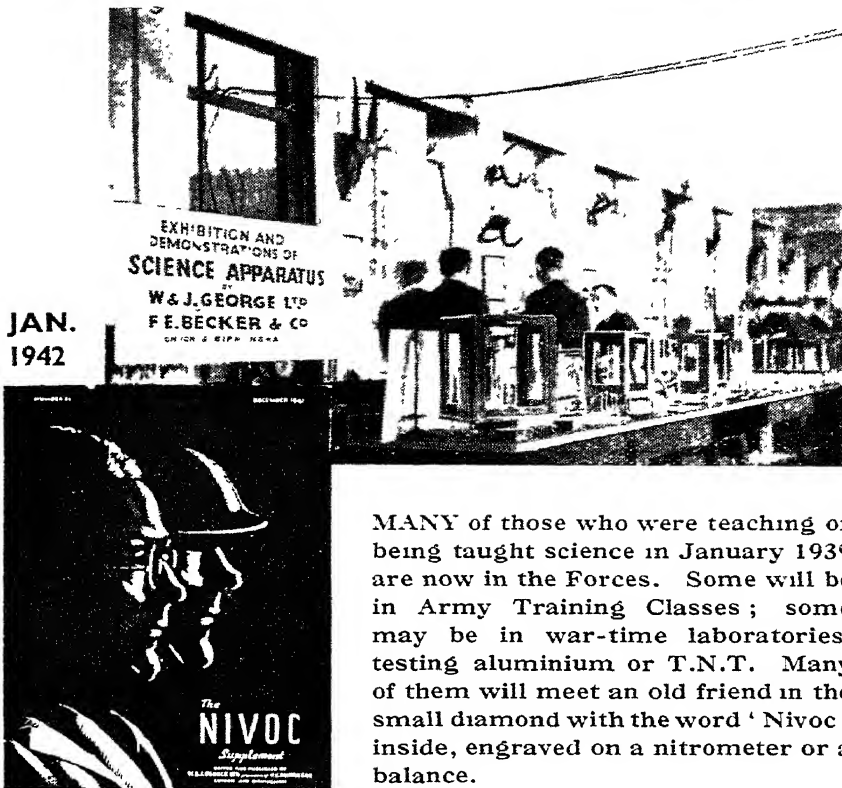 EXHIBITION AND
DEMONSTRATIONS OF
SCIENCE APPARATUS
BY
W & J. GEORGE LTD
F E. BECKER & CO
JAN.
1942
DECEMBER 1941
The
NIVOC
Supplement
MANY of those who were teaching or
being taught science in January 1939
are now in the Forces. Some will be
in Army Training Classes ; some
may be in war-time laboratories
testing aluminium or T.N.T. Many
of them will meet an old friend in the
small diamond with the word ‘ Nivoc
inside, engraved on a nitrometer or a
balance.